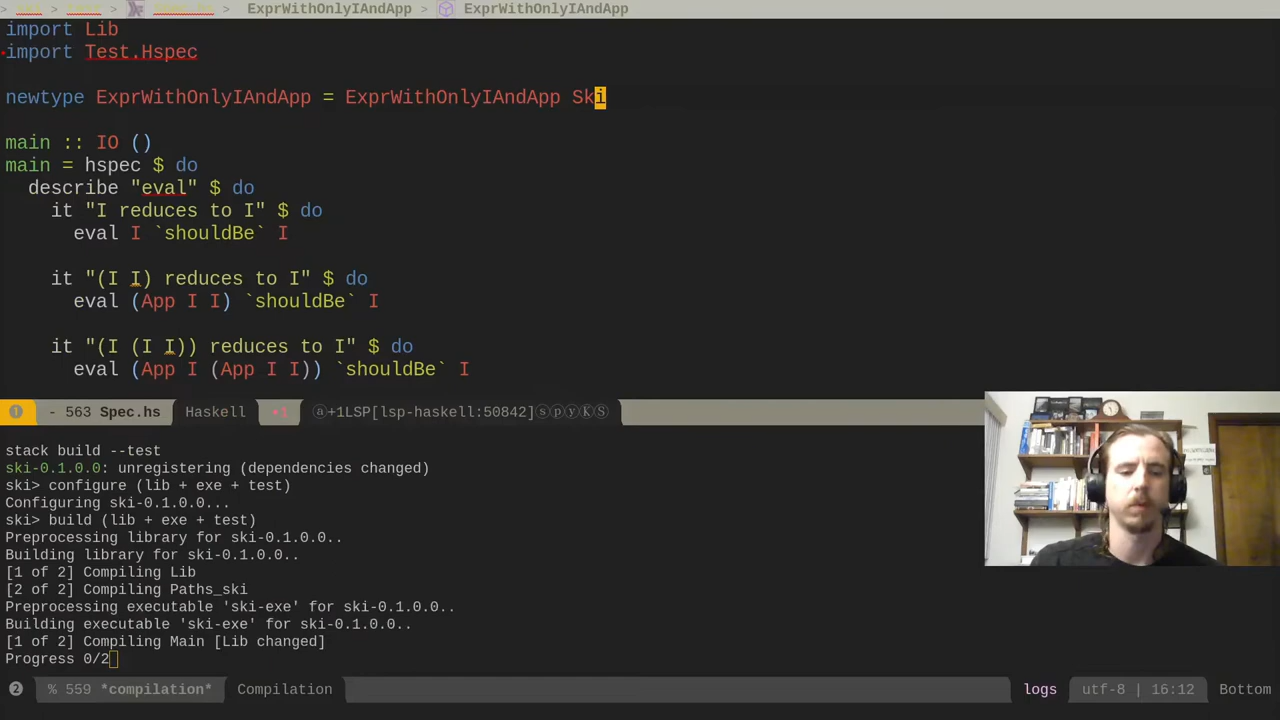 > > > > ExprWithOnlyIAndApp > ExprWithOnlyIAndApp
import Lib
import Test.Hspec
newtype ExprWithOnlyIAndApp = ExprWithOnlyIAndApp Ski
main :: IO ()
main = hspec $ do
describe "eval" $ do
it "I reduces to I" $ do
eval I `shouldBe` I
it "(I I) reduces to I" $ do
eval (App I I) `shouldBe` I
it "(I (I I)) reduces to I" $ do
eval (App I (App I I)) `shouldBe` I
❶ - 563 Spec.hs Haskell •1 ⓐ+1LSP[lsp-haskell:50842]ⓢⓟⓨⓀⓈ
stack build --test
ski-0.1.0.0: unregistering (dependencies changed)
ski> configure (lib + exe + test)
Configuring ski-0.1.0.0...
ski> build (lib + exe + test)
Preprocessing library for ski-0.1.0.0..
Building library for ski-0.1.0.0..
[1 of 2] Compiling Lib
[2 of 2] Compiling Paths_ski
Preprocessing executable 'ski-exe' for ski-0.1.0.0..
Building executable 'ski-exe' for ski-0.1.0.0..
[1 of 2] Compiling Main [Lib changed]
Progress 0/2
❷ % 559 *compilation* Compilation logs utf-8 | 16:12 Bottom